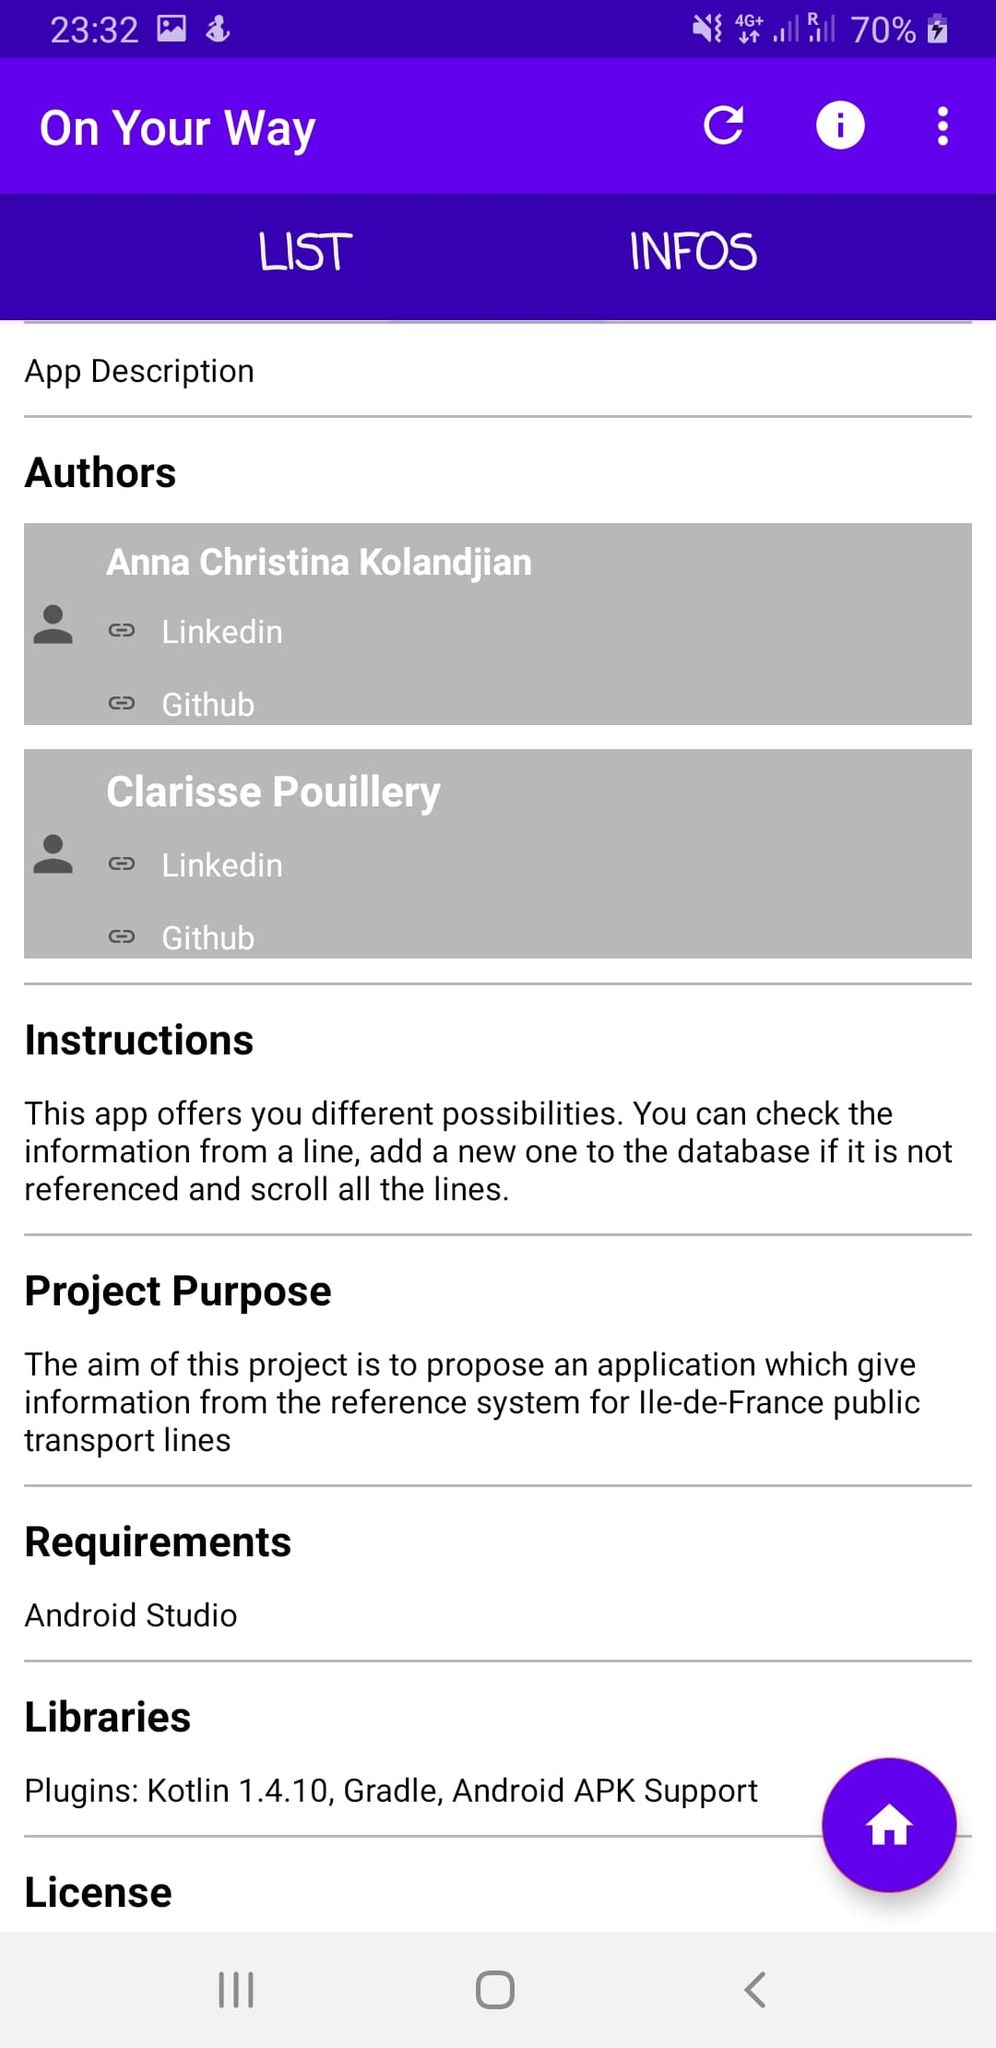 23:32
4G+
R
70%
On Your Way
LIST
INFOS
App Description
Authors
Anna Christina Kolandjian
Linkedin
Github
Clarisse Pouillery
Linkedin
Github
Instructions
This app offers you different possibilities. You can check the
information from a line, add a new one to the database if it is not
referenced and scroll all the lines.
Project Purpose
The aim of this project is to propose an application which give
information from the reference system for Ile-de-France public
transport lines
Requirements
Android Studio
Libraries
Plugins: Kotlin 1.4.10, Gradle, Android APK Support
License